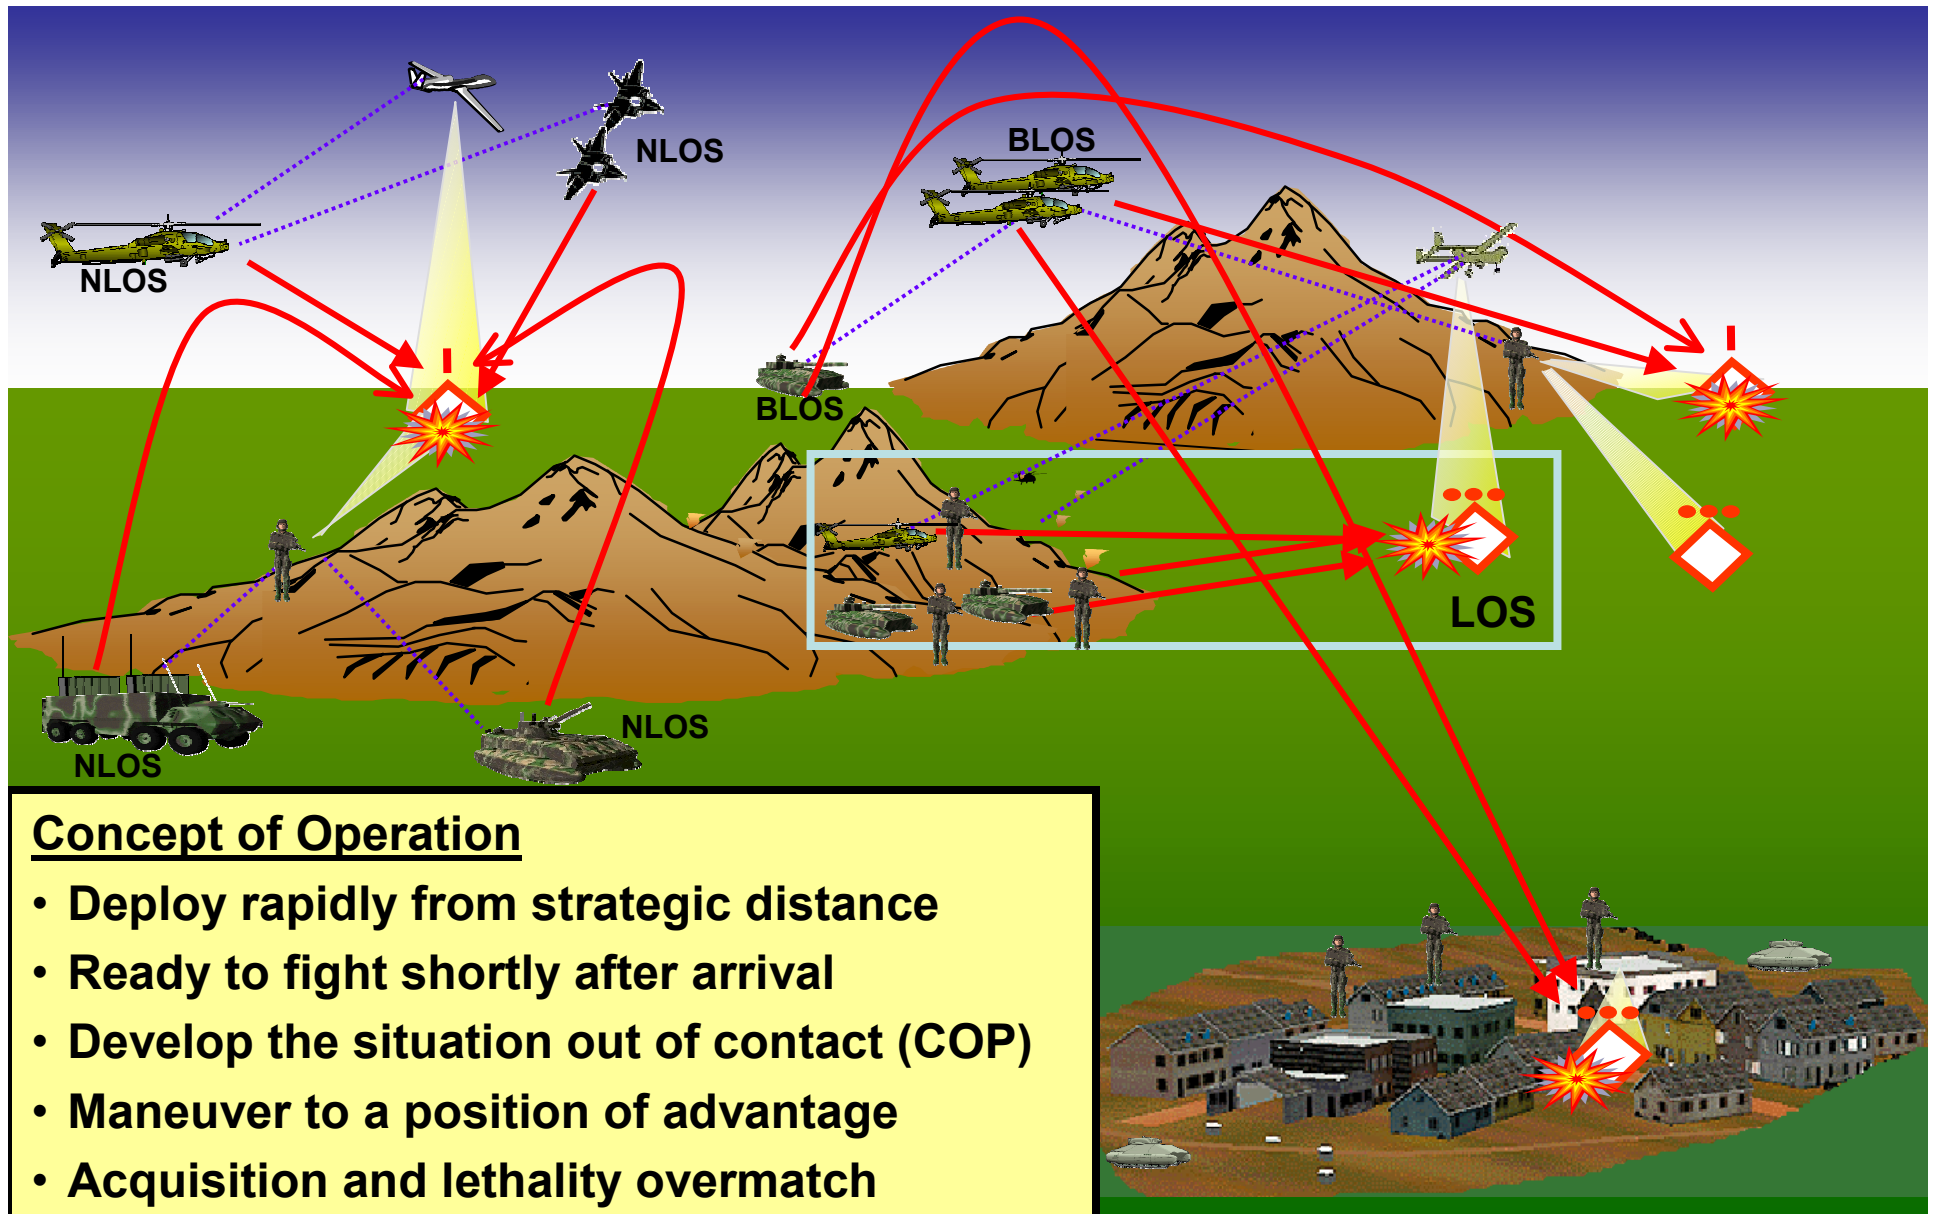 NLOS
BLOS
NLOS
BLOS
LOS
NLOS
NLOS
Concept of Operation
• Deploy rapidly from strategic distance
• Ready to fight shortly after arrival
• Develop the situation out of contact (COP)
• Maneuver to a position of advantage
• Acquisition and lethality overmatch